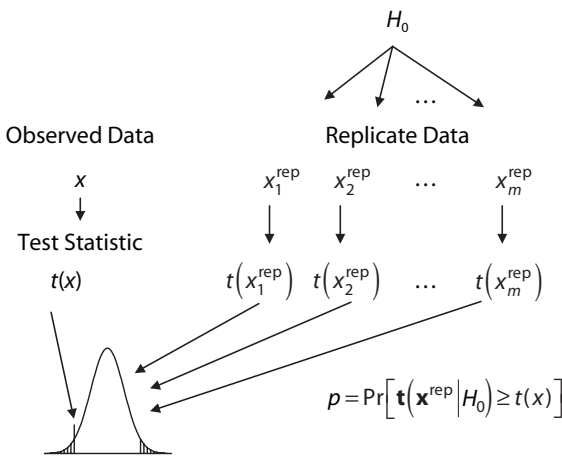 H₀
…
Observed Data Replicate Data
x x₁ʳᵉᵖ x₂ʳᵉᵖ … xₘʳᵉᵖ
Test Statistic
t(x) t(x₁ʳᵉᵖ) t(x₂ʳᵉᵖ) … t(xₘʳᵉᵖ)
p = Pr[t(xʳᵉᵖ|H₀) ≥ t(x)]